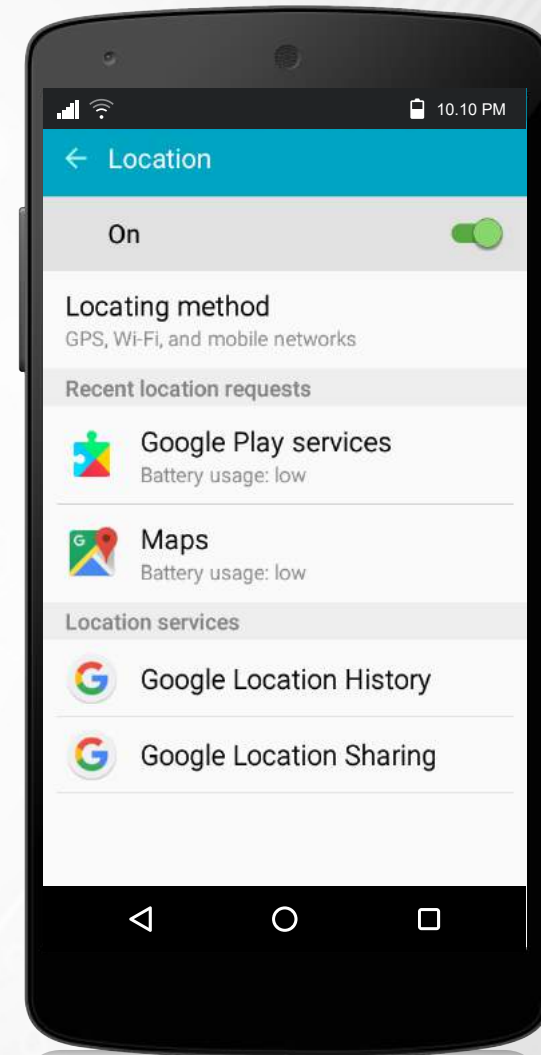 10.10 PM
Location
On
Locating method
GPS, Wi-Fi, and mobile networks
Recent location requests
Google Play services
Battery usage: low
G
Maps
Battery usage: low
Location services
G
Google Location History
G
Google Location Sharing